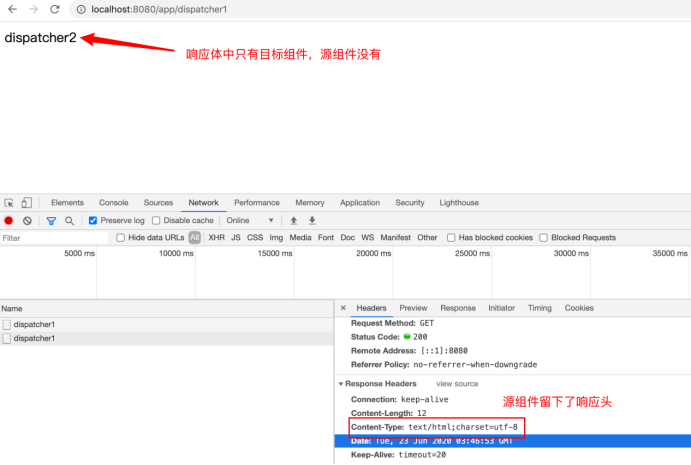 localhost:8080/app/dispatcher1
dispatcher2
响应体中只有目标组件，源组件没有
Elements Console Sources Network Performance Memory Application Security Lighthouse
Preserve log Disable cache Online
Filter Hide data URLs All XHR JS CSS Img Media Font Doc WS Manifest Other Has blocked cookies Blocked Requests
5000 ms 10000 ms 15000 ms 20000 ms 25000 ms 30000 ms 35000 ms
Name
dispatcher1
dispatcher1
× Headers Preview Response Initiator Timing Cookies
Request Method: GET
Status Code: 200
Remote Address: [::1]:8080
Referrer Policy: no-referrer-when-downgrade
Response Headers view source
源组件留下了响应头
Connection: keep-alive
Content-Length: 12
Content-Type: text/html;charset=utf-8
Date: Tue, 23 Jun 2020 03:46:53 GMT
Keep-Alive: timeout=20